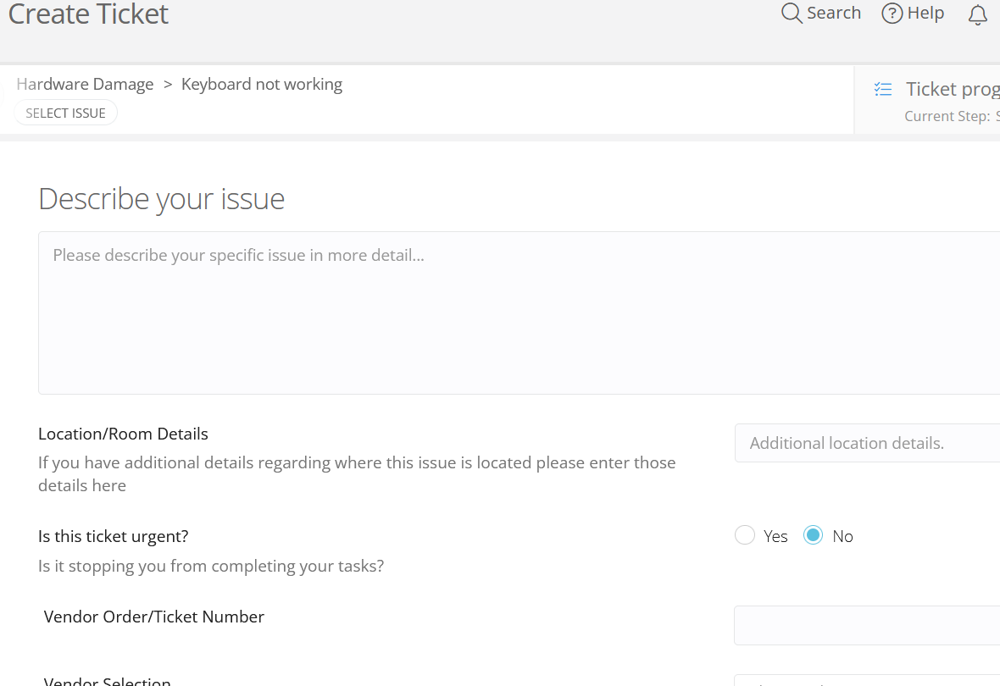 Create Ticket
Search
Help
Hardware Damage > Keyboard not working
SELECT ISSUE
Ticket prog
Current Step: S
Describe your issue
Please describe your specific issue in more detail...
Location/Room Details
If you have additional details regarding where this issue is located please enter those
details here
Additional location details.
Is this ticket urgent?
Is it stopping you from completing your tasks?
Yes
No
Vendor Order/Ticket Number
Vendor Selection